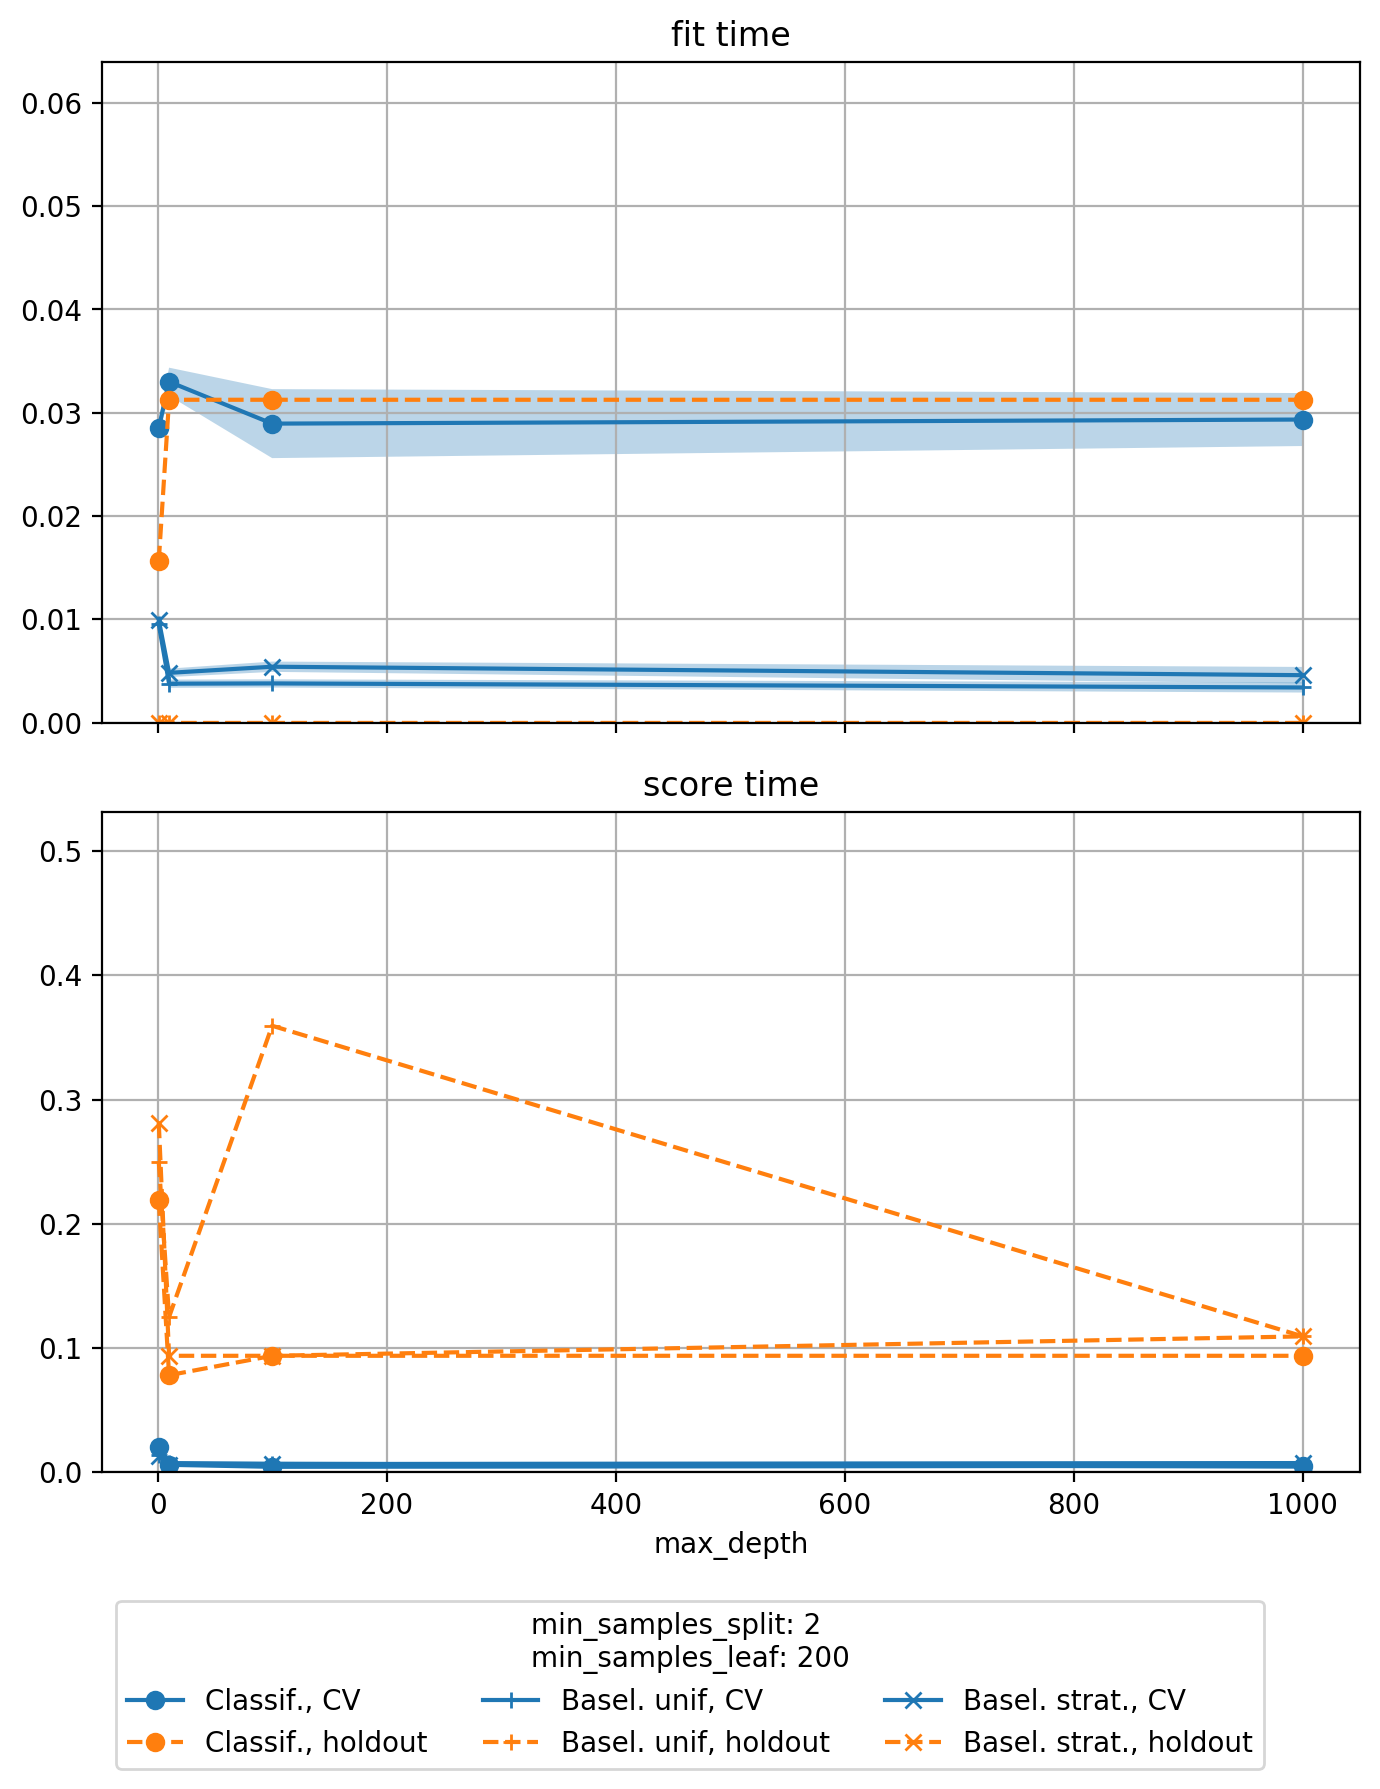 fit time
0.06
0.05
0.04
0.03
0.02
0.01
0.00
score time
0.5
0.4
0.3
0.2
0.1
0.0
0 200 400 600 800 1000
max_depth
min_samples_split: 2
min_samples_leaf: 200
Classif., CV Basel. unif, CV Basel. strat., CV
Classif., holdout Basel. unif, holdout Basel. strat., holdout